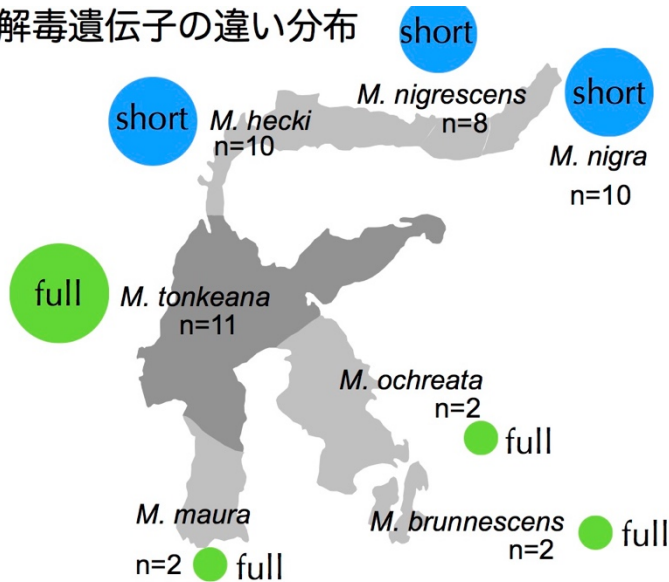 解毒遺伝子の違い分布
short
short
M. hecki
n=10
M. nigrescens
n=8
short
M. nigra
n=10
full
M. tonkeana
n=11
M. ochreata
n=2
full
M. maura
n=2
full
M. brunnescens
n=2
full